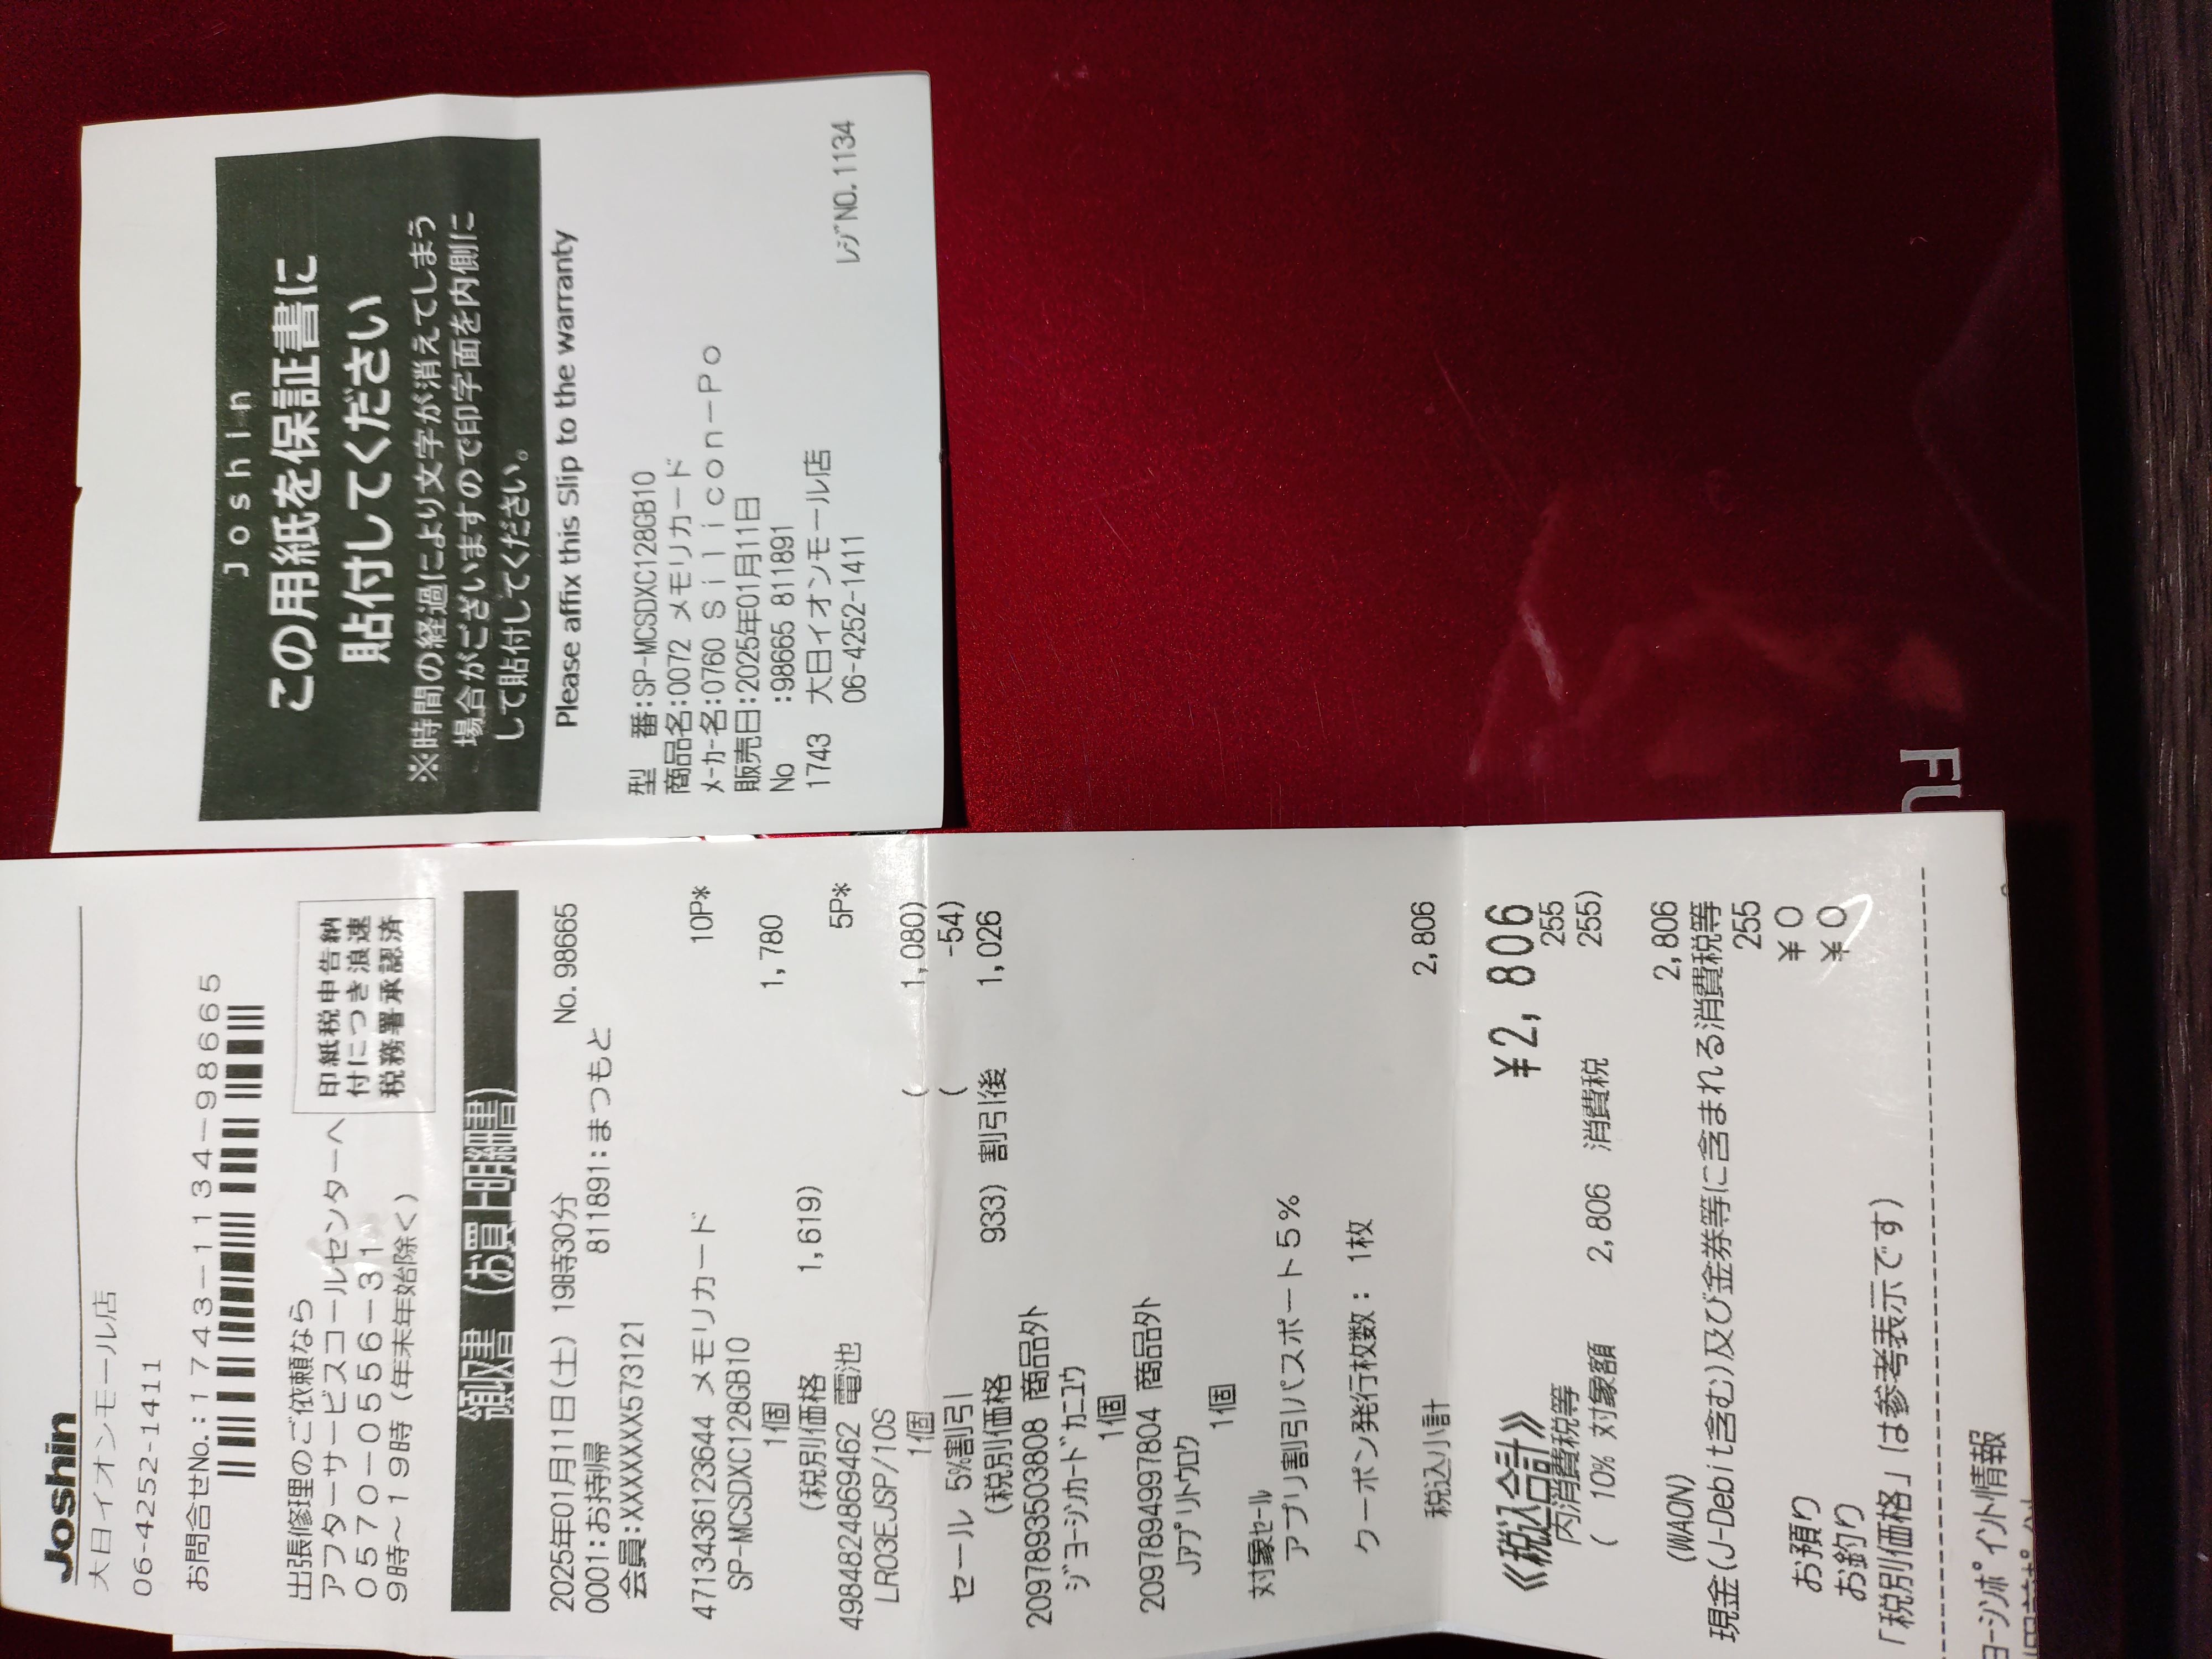 Joshin
大日イオンモール店
06-4252-1411
お問合せNo.:1743-1134-98665
出張修理のご依頼なら
アフターサービスコールセンターへ
0570-0556-31
9時～19時(年末年始除く)
印紙税申告納
付につき浪速
税務署承認済
領収書(お買上明細書)
2025年01月11日(土) 19時30分 No.98665
0001:お持帰 811891:まつもと
会員:XXXXXXX573121
4713436123644 メモリカード 10P*
SP-MCSDXC128GB10
1個 1,780
(税別価格 1,619)
4984824869462 電池 5P*
LR03EJSP/10S
1個 ( 1,080)
セール 5%割引 ( -54)
(税別価格 933) 割引後 1,026
2097893503808 商品外
ｼﾞﾖｰｼﾝｶｰﾄﾞｶﾆﾕｳ
1個
2097894997804 商品外
Jｱﾌﾟﾘﾄｳﾛｸ
1個
対象ｾｰﾙ
アプリ割引パスポート5%
クーポン発行枚数: 1枚
税込小計 2,806
《税込合計》 ¥2,806
内消費税等 255
( 10% 対象額 2,806 消費税 255)
(WAON) 2,806
現金(J-Debit含む)及び金券等に含まれる消費税等
255
お預り ¥0
お釣り ¥0
「税別価格」は参考表示です)
ﾖｰｼﾝﾎﾟｲﾝﾄ情報
Joshin
この用紙を保証書に
貼付してください
※時間の経過により文字が消えてしまう
場合がございますので印字面を内側に
して貼付してください。
Please affix this Slip to the warranty
型 番:SP-MCSDXC128GB10
商品名:0072 メモリカード
ﾒｰｶｰ名:0760 Silicon-Po
販売日:2025年01月11日
No :98665 811891
1743 大日イオンモール店
06-4252-1411 ﾚｼﾞNO.1134
FU